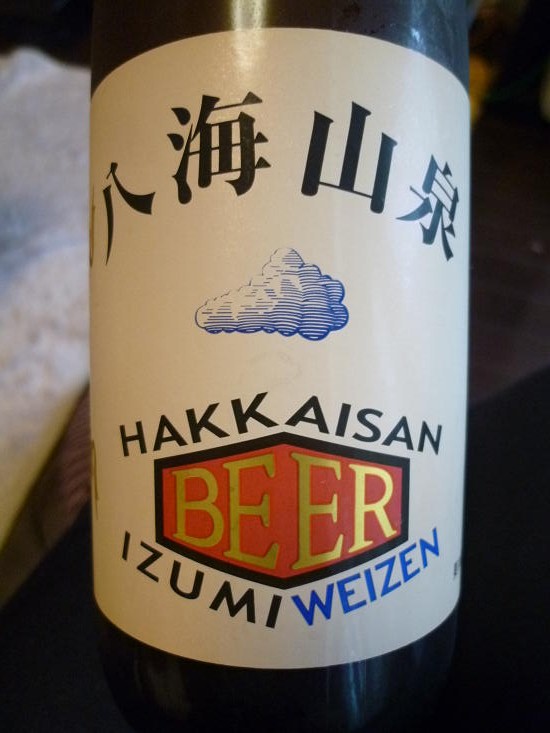 八海山泉
HAKKAISAN
BEER
IZUMI WEIZEN